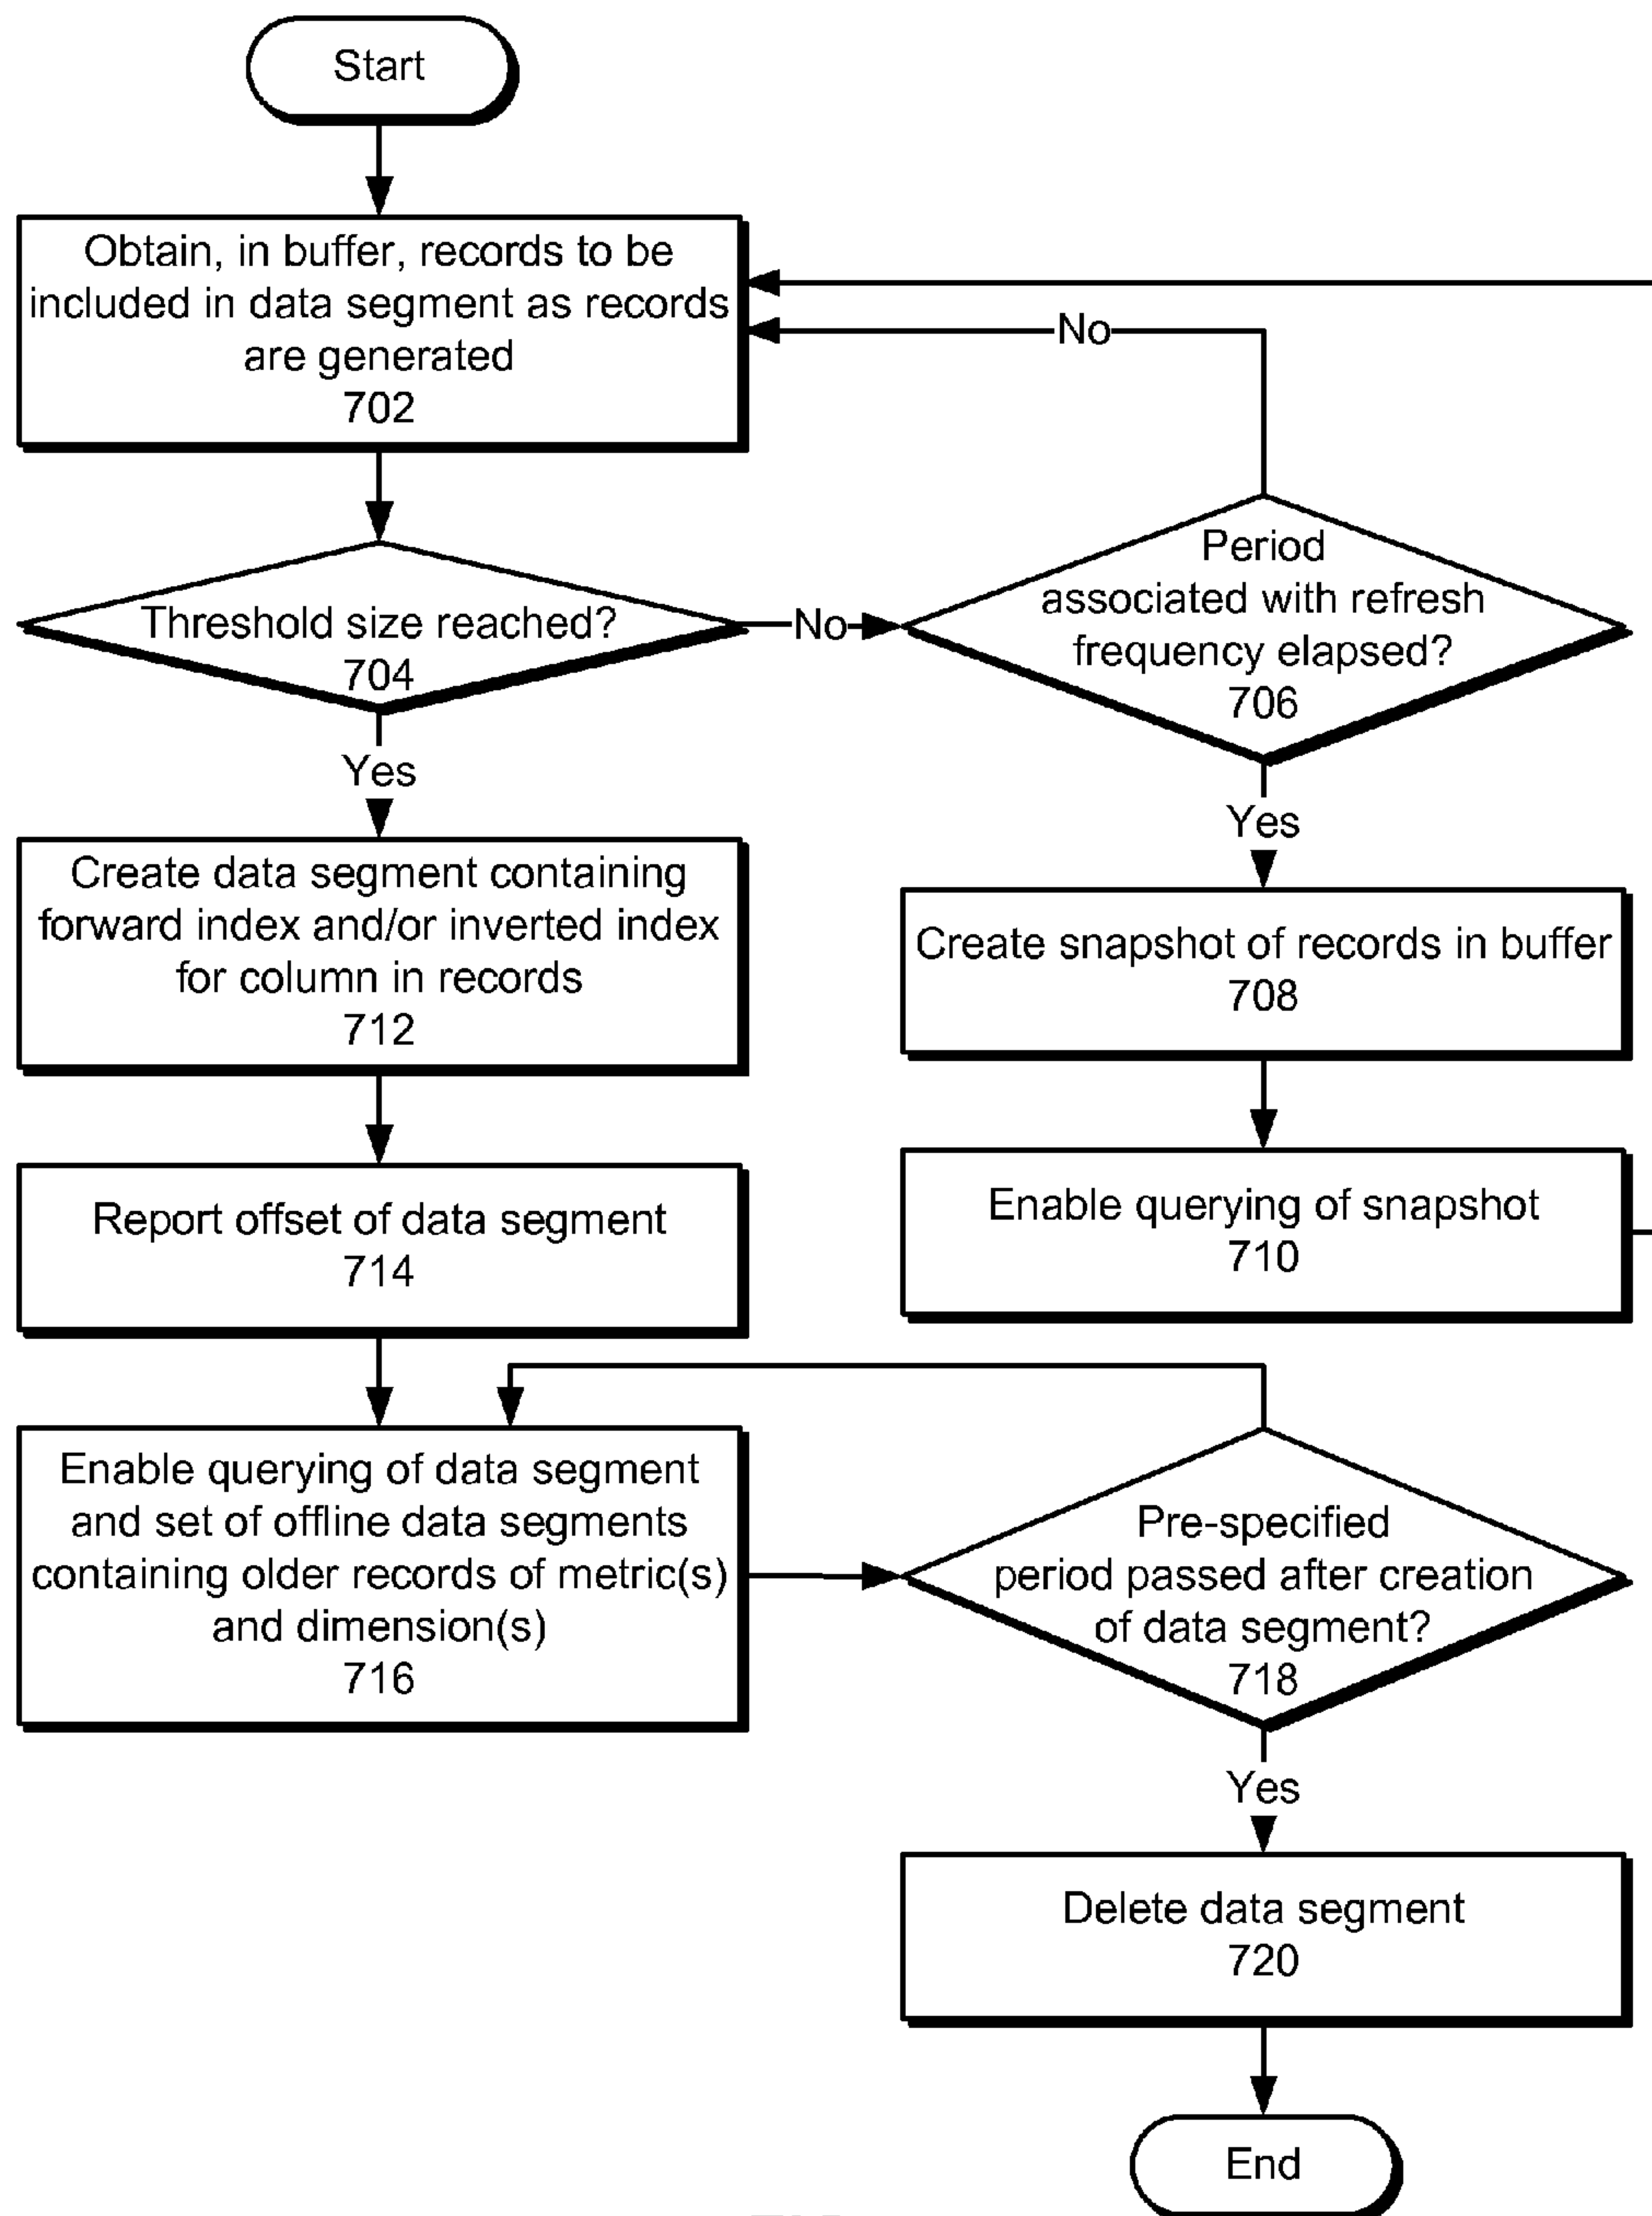 Start
Obtain, in buffer, records to be
included in data segment as records
are generated
702
No
Threshold size reached?
704
No
Period
associated with refresh
frequency elapsed?
706
Yes
Yes
Create data segment containing
forward index and/or inverted index
for column in records
712
Create snapshot of records in buffer
708
Report offset of data segment
714
Enable querying of snapshot
710
Enable querying of data segment
and set of offline data segments
containing older records of metric(s)
and dimension(s)
716
Pre-specified
period passed after creation
of data segment?
718
Yes
Delete data segment
720
End